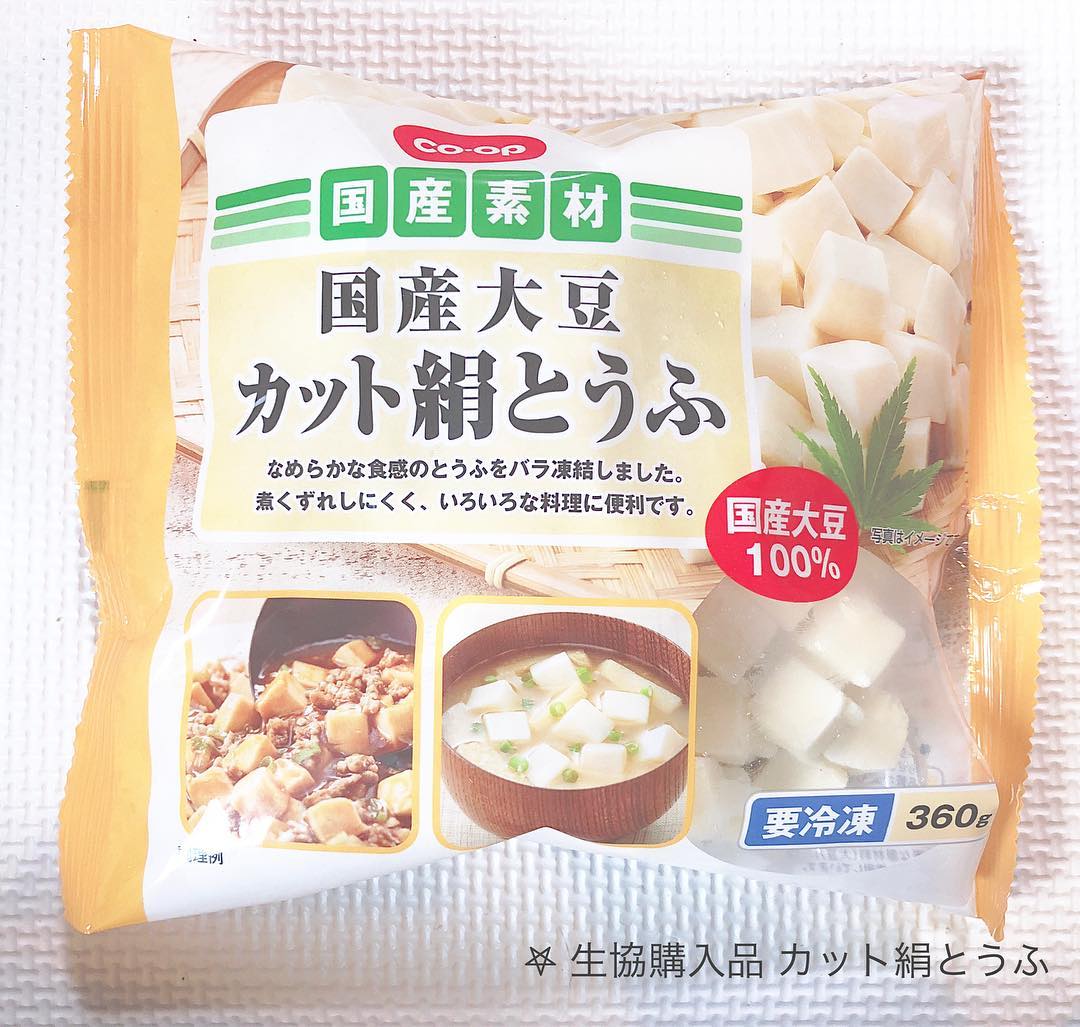 CO-OP
国産素材
国産大豆
カット絹とうふ
なめらかな食感のとうふをバラ凍結しました。
煮くずれしにくく、いろいろな料理に便利です。
国産大豆
100%
写真はイメージ
要冷凍 360g
理例
⛧ 生協購入品 カット絹とうふ